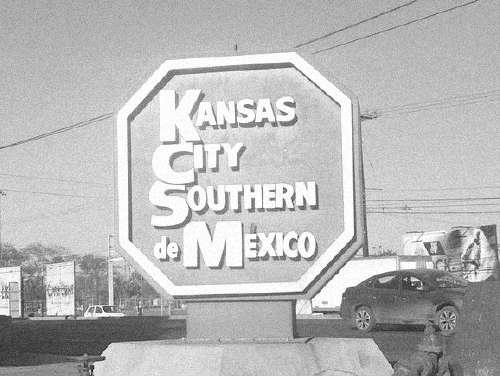 KANSAS
CITY
SOUTHERN
de MEXICO